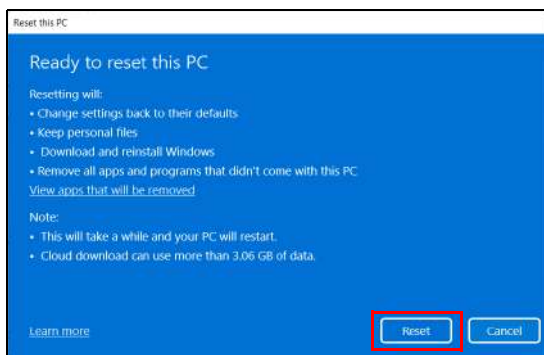 Reset this PC
Ready to reset this PC
Resetting will:
• Change settings back to their defaults
• Keep personal files
• Download and reinstall Windows
• Remove all apps and programs that didn't come with this PC
View apps that will be removed
Note:
• This will take a while and your PC will restart.
• Cloud download can use more than 3.06 GB of data.
Learn more
Reset
Cancel